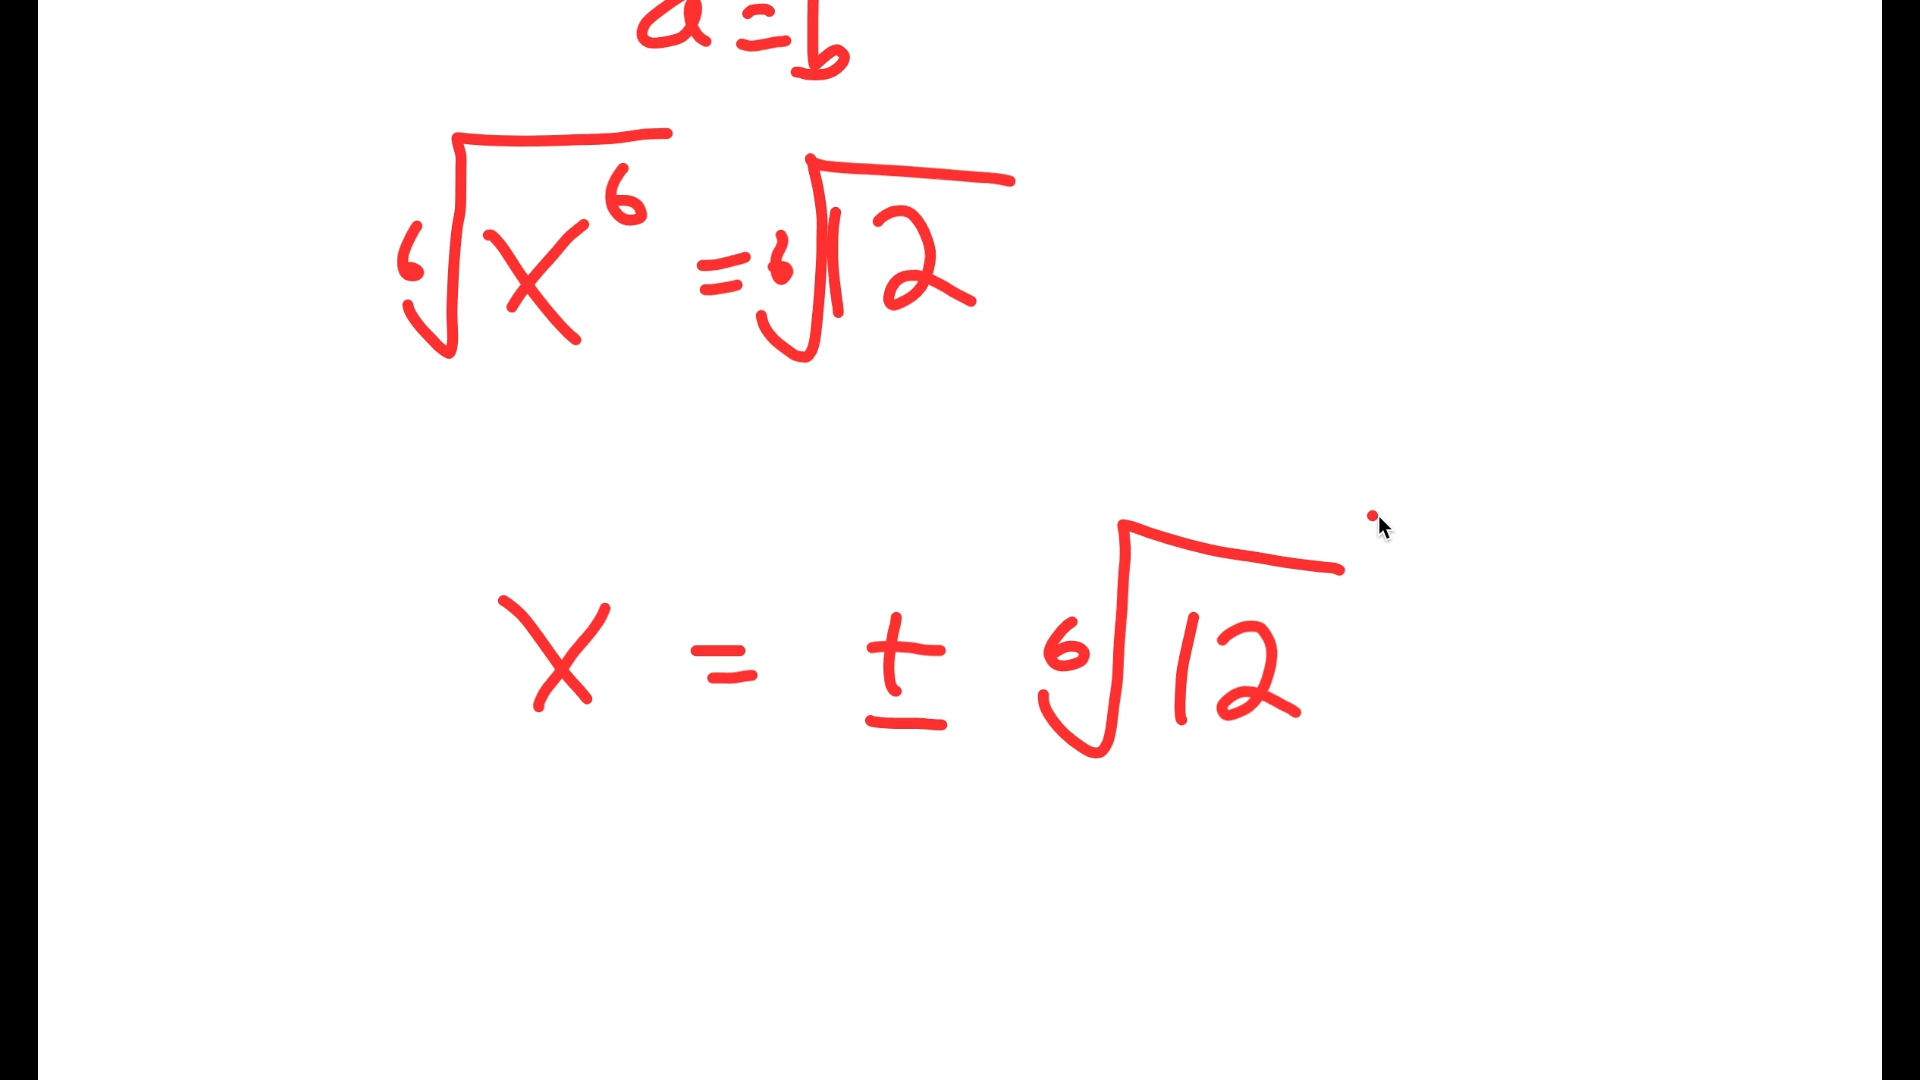 a = b
⁶√x⁶ = ⁶√12
x = ± ⁶√12